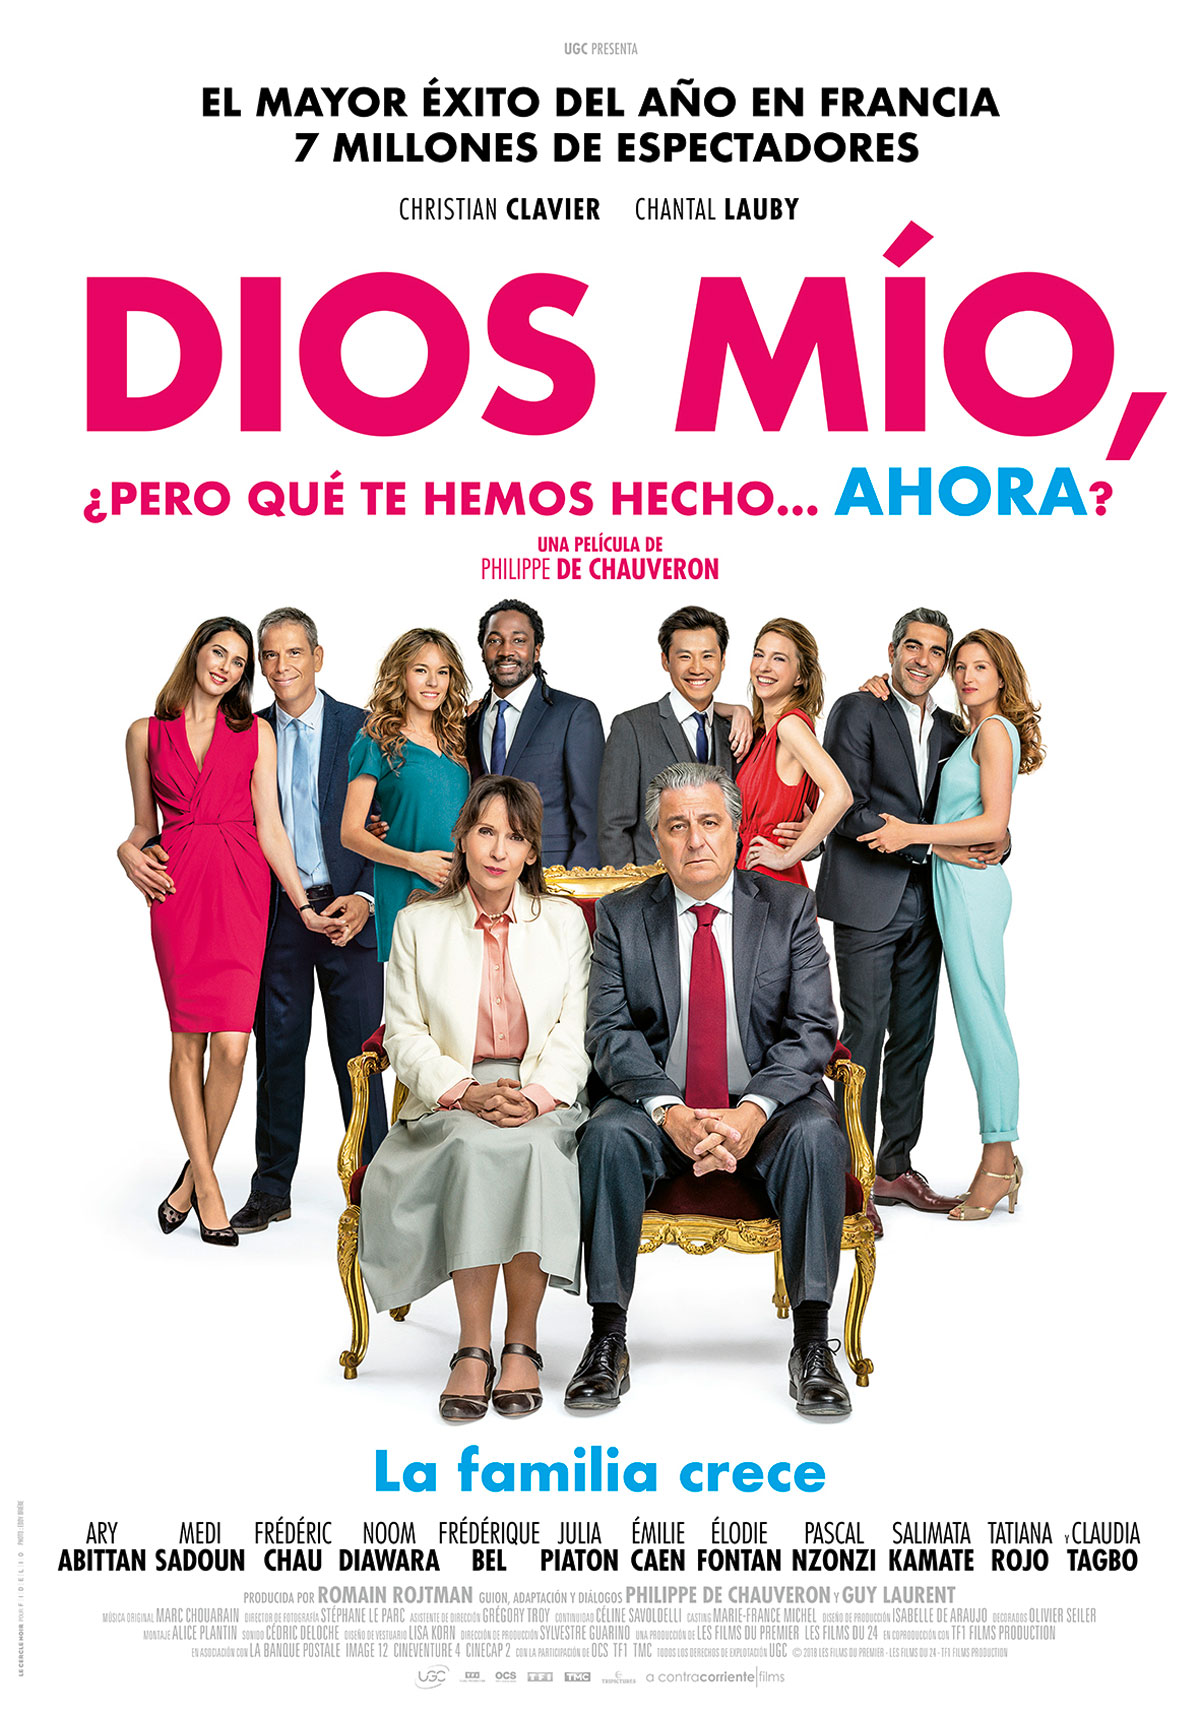 UGC PRESENTA
EL MAYOR ÉXITO DEL AÑO EN FRANCIA
7 MILLONES DE ESPECTADORES
CHRISTIAN CLAVIER CHANTAL LAUBY
DIOS MÍO,
¿PERO QUÉ TE HEMOS HECHO... AHORA?
UNA PELÍCULA DE
PHILIPPE DE CHAUVERON
La familia crece
ARY MEDI FRÉDÉRIC NOOM FRÉDÉRIQUE JULIA ÉMILIE ÉLODIE PASCAL SALIMATA TATIANA Y CLAUDIA
ABITTAN SADOUN CHAU DIAWARA BEL PIATON CAEN FONTAN NZONZI KAMATE ROJO TAGBO
PRODUCIDA POR ROMAIN ROJTMAN GUION, ADAPTACIÓN Y DIÁLOGOS PHILIPPE DE CHAUVERON Y GUY LAURENT
MÚSICA ORIGINAL MARC CHOUARAIN DIRECTOR DE FOTOGRAFÍA STÉPHANE LE PARC ASISTENTE DE DIRECCIÓN GRÉGORY TROY CONTINUIDAD CÉLINE SAVOLDELLI CASTING MARIE-FRANCE MICHEL DISEÑO DE PRODUCCIÓN ISABELLE DE ARAUJO DECORADOS OLIVIER SEILER
MONTAJE ALICE PLANTIN SONIDO CÉDRIC DELOCHE DISEÑO DE VESTUARIO LISA KORN DIRECCIÓN DE PRODUCCIÓN SYLVESTRE GUARINO UNA PRODUCCIÓN DE LES FILMS DU PREMIER LES FILMS DU 24 EN COPRODUCCIÓN CON TF1 FILMS PRODUCTION
EN ASOCIACIÓN CON LA BANQUE POSTALE IMAGE 12 CINEVENTURE 4 CINECAP 2 CON LA PARTICIPACIÓN DE OCS TF1 TMC TODOS LOS DERECHOS DE EXPLOTACIÓN UGC © 2018 LES FILMS DU PREMIER - LES FILMS DU 24 - TF1 FILMS PRODUCTION
UGC OCS TF1 TMC a contracorriente films
LE CERCLE NOIR POUR FIDELIO